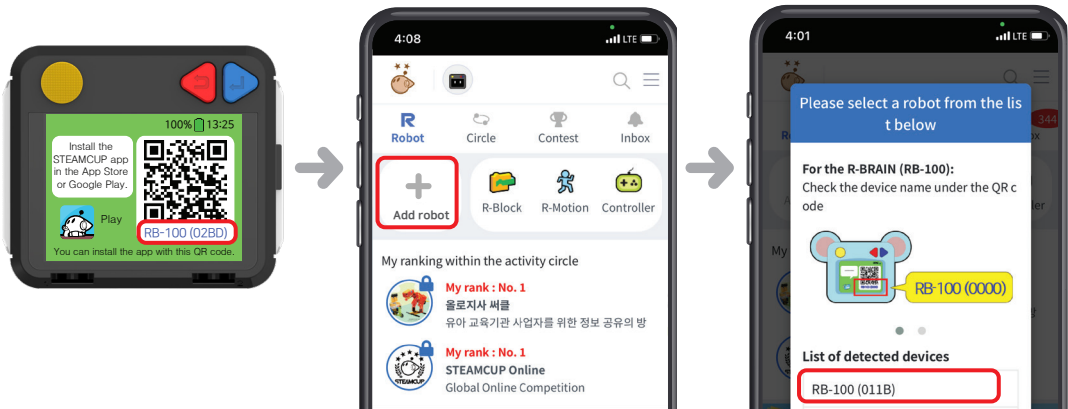 100% 13:25
Install the
STEAMCUP app
in the App Store
or Google Play.
Play
RB-100 (02BD)
You can install the app with this QR code.
4:08
LTE
R
Robot
Circle
Contest
Inbox
Add robot
R-Block
R-Motion
Controller
My ranking within the activity circle
My rank : No. 1
올로지사 써클
유아 교육기관 사업자를 위한 정보 공유의 방
My rank : No. 1
STEAMCUP Online
Global Online Competition
STEAMCUP
4:01
LTE
344
Please select a robot from the lis
t below
For the R-BRAIN (RB-100):
Check the device name under the QR c
ode
My
ler
RB-100 (0000)
List of detected devices
RB-100 (011B)